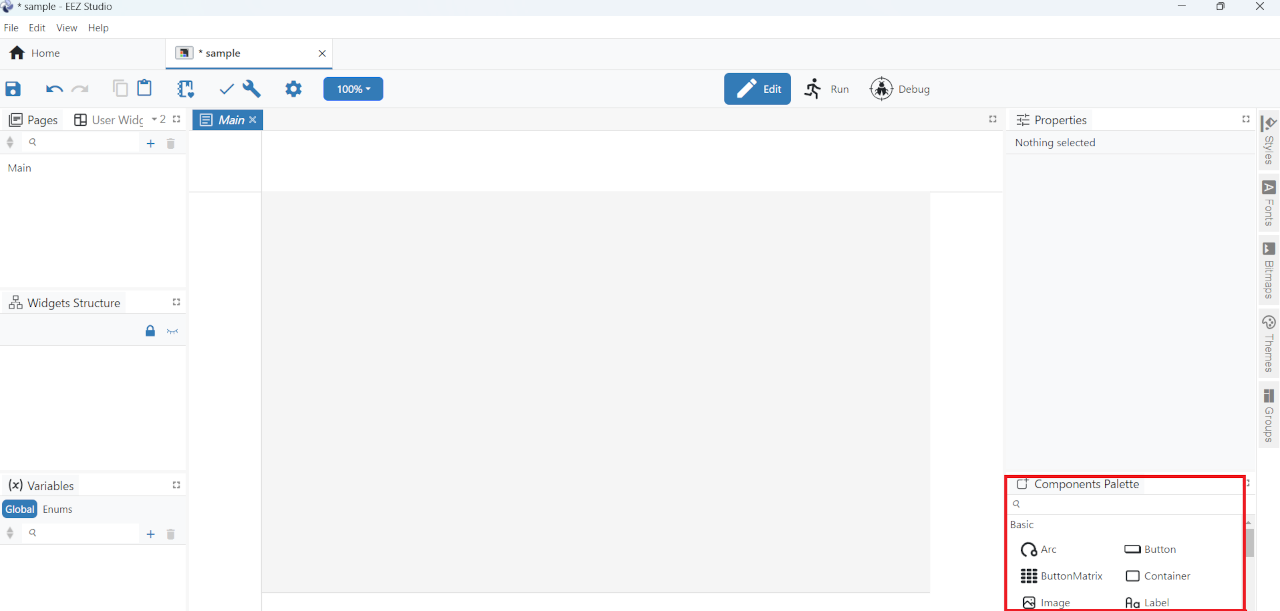 * sample - EEZ Studio
File Edit View Help
Home
* sample
100%
Edit
Run
Debug
Pages
User Widg
2
Main
Main
Widgets Structure
(x) Variables
Global
Enums
Properties
Nothing selected
Components Palette
Basic
Arc
Button
ButtonMatrix
Container
Image
Label
Styles
Fonts
Bitmaps
Themes
Groups